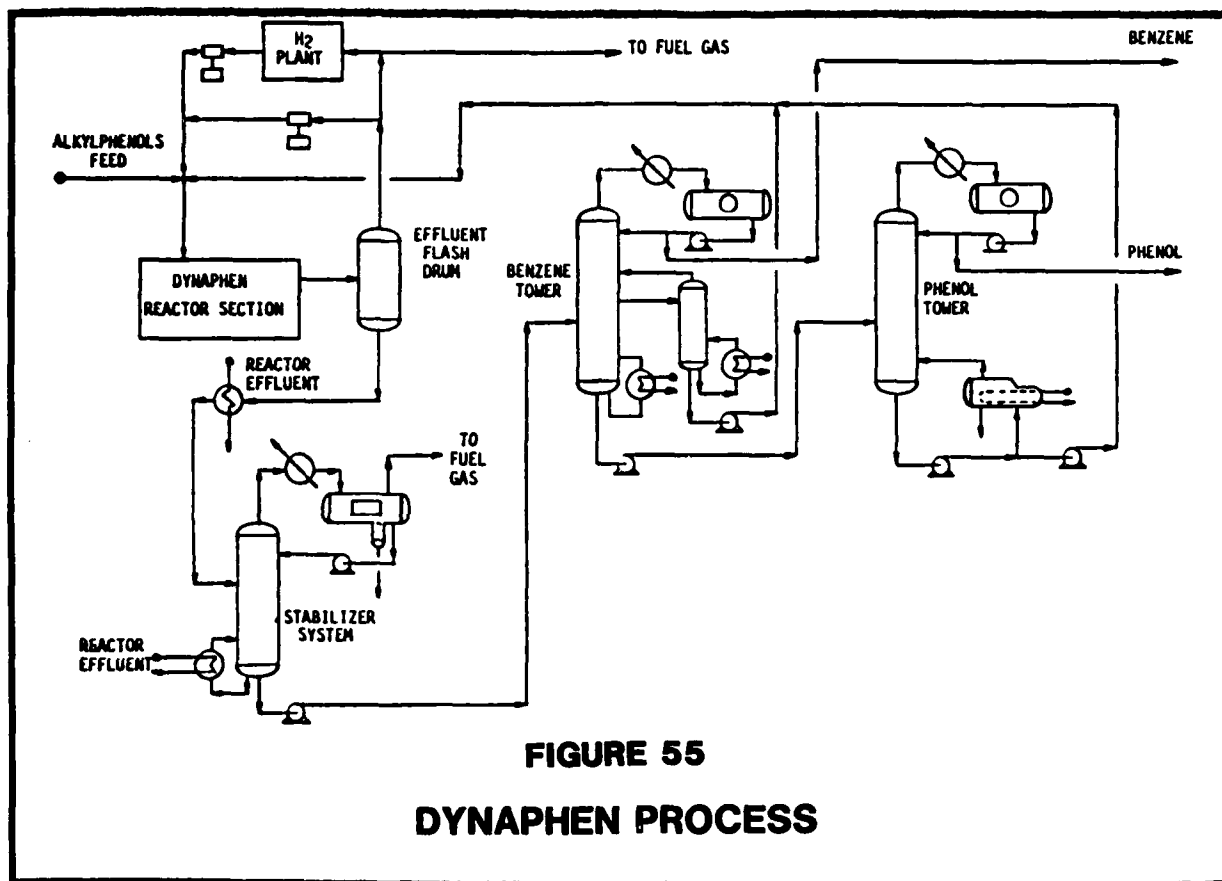 H2
PLANT
TO FUEL GAS
BENZENE
ALKYLPHENOLS
FEED
EFFLUENT
FLASH
DRUM
BENZENE
TOWER
PHENOL
TOWER
PHENOL
DYNAPHEN
REACTOR SECTION
REACTOR
EFFLUENT
TO
FUEL
GAS
STABILIZER
SYSTEM
REACTOR
EFFLUENT
FIGURE 55
DYNAPHEN PROCESS